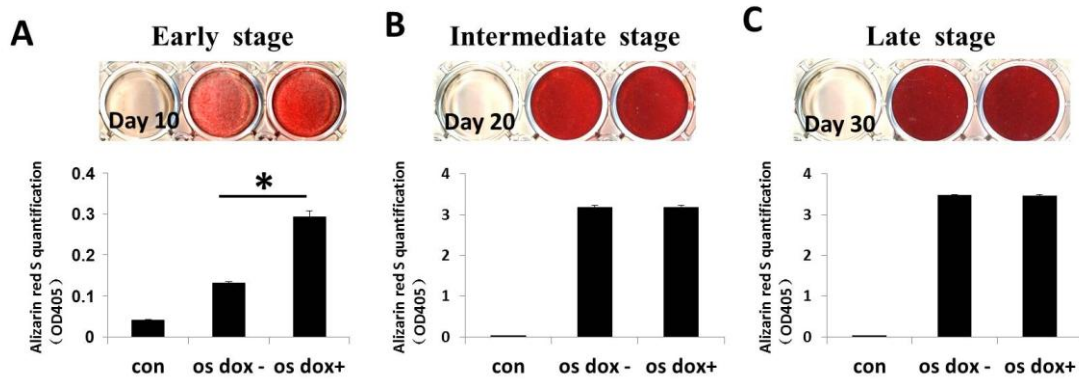 A
Early stage
Day 10
Alizarin red S quantification
(OD405)
0.4
0.3
0.2
0.1
0
*
con
os dox -
os dox+
B
Intermediate stage
Day 20
Alizarin red S quantification
(OD405)
4
3
2
1
0
con
os dox -
os dox+
C
Late stage
Day 30
Alizarin red S quantification
(OD405)
4
3
2
1
0
con
os dox -
os dox+